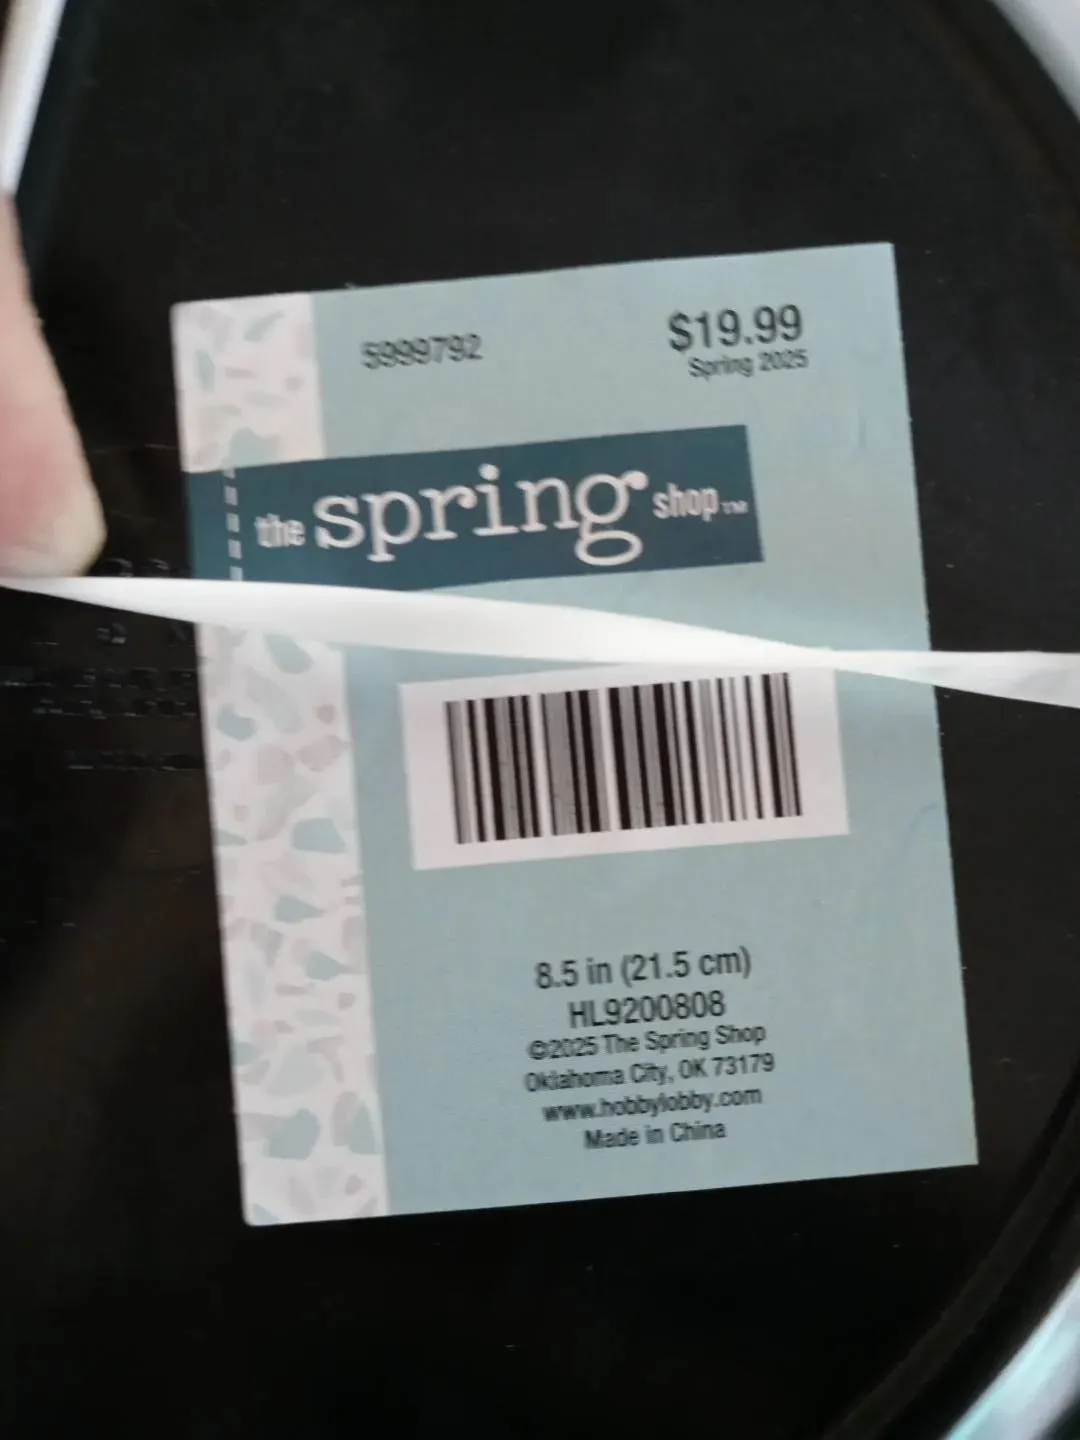 5999792
$19.99
Spring 2025
the spring shop™
8.5 in (21.5 cm)
HL9200808
©2025 The Spring Shop
Oklahoma City, OK 73179
www.hobbylobby.com
Made in China